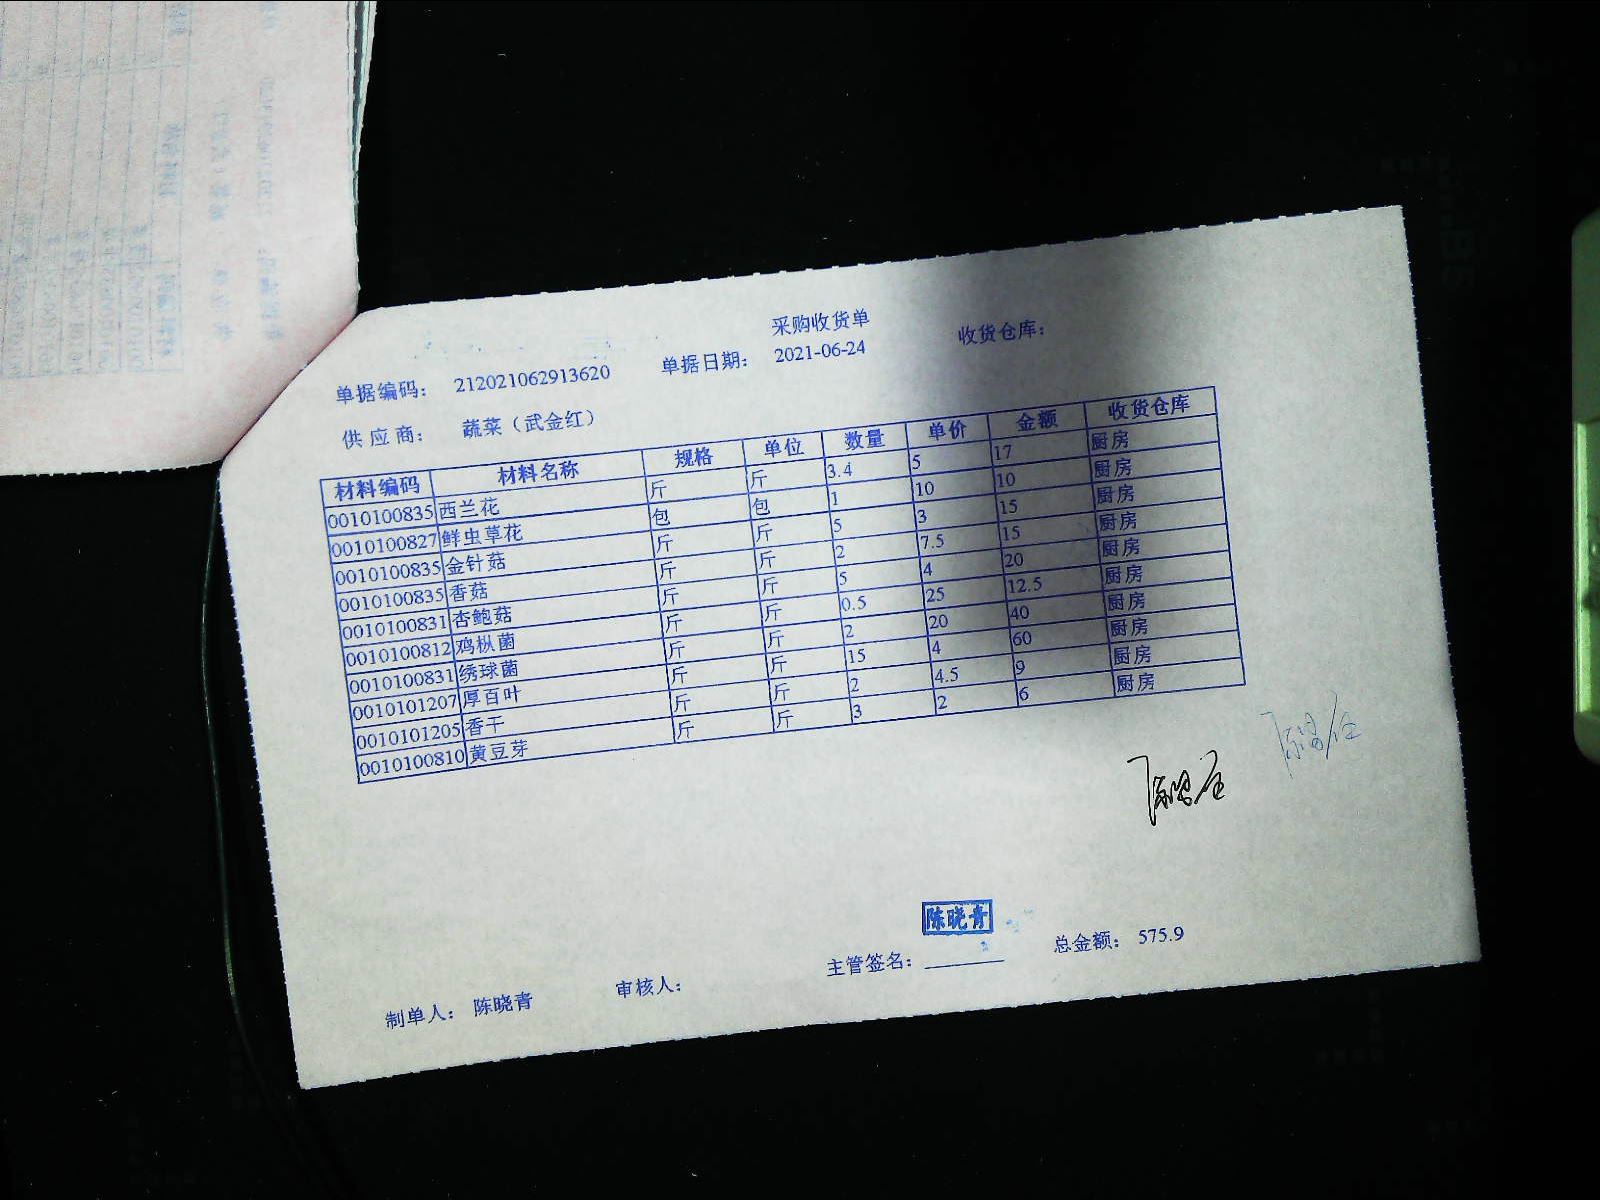 采购收货单
单据编码： 212021062913620 单据日期： 2021-06-24 收货仓库：
供应商： 蔬菜（武金红）
材料编码 材料名称 规格 单位 数量 单价 金额 收货仓库
0010100835 西兰花 斤 斤 3.4 5 17 厨房
0010100827 鲜虫草花 包 包 1 10 10 厨房
0010100835 金针菇 斤 斤 5 3 15 厨房
0010100835 香菇 斤 斤 2 7.5 15 厨房
0010100831 杏鲍菇 斤 斤 5 4 20 厨房
0010100812 鸡枞菌 斤 斤 0.5 25 12.5 厨房
0010100831 绣球菌 斤 斤 2 20 40 厨房
0010101207 厚百叶 斤 斤 15 4 60 厨房
0010101205 香干 斤 斤 2 4.5 9 厨房
0010100810 黄豆芽 斤 斤 3 2 6 厨房
陈晓青
制单人： 陈晓青 审核人： 主管签名： 总金额： 575.9